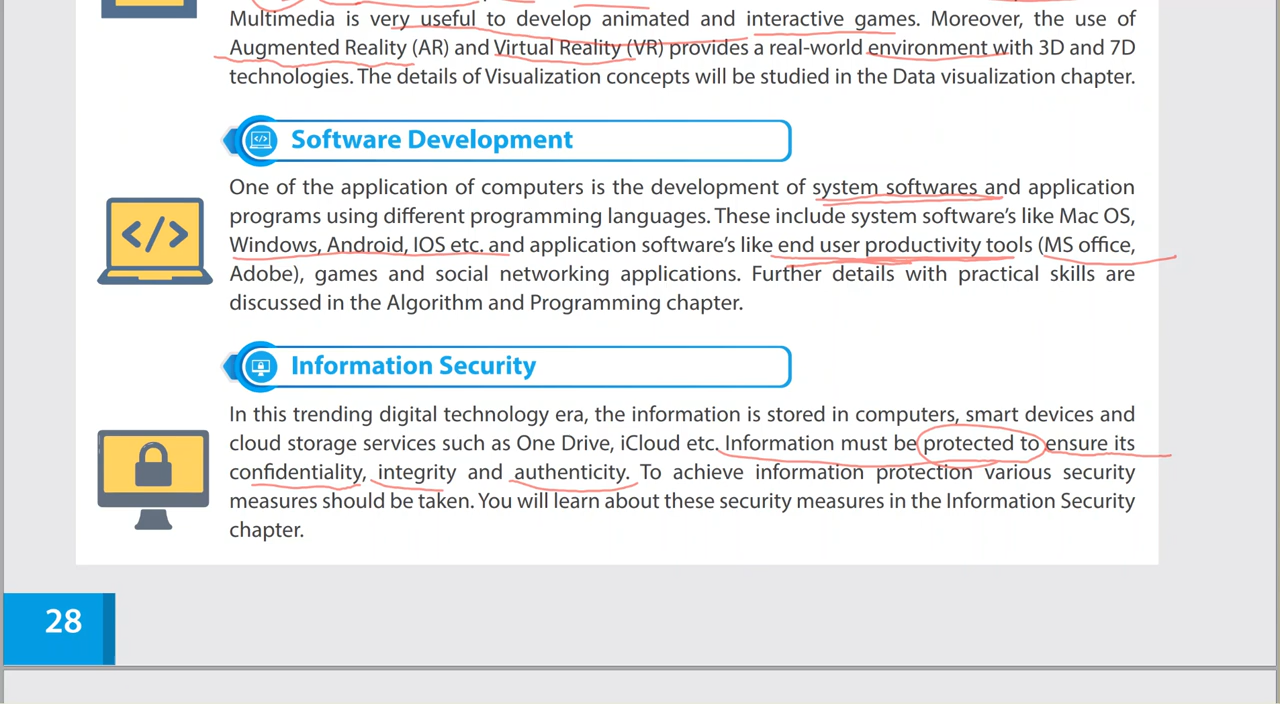 Multimedia is very useful to develop animated and interactive games. Moreover, the use of
Augmented Reality (AR) and Virtual Reality (VR) provides a real-world environment with 3D and 7D
technologies. The details of Visualization concepts will be studied in the Data visualization chapter.
</> Software Development
One of the application of computers is the development of system softwares and application
programs using different programming languages. These include system software's like Mac OS,
</>
Windows, Android, IOS etc. and application software's like end user productivity tools (MS office,
Adobe), games and social networking applications. Further details with practical skills are
discussed in the Algorithm and Programming chapter.
Information Security
In this trending digital technology era, the information is stored in computers, smart devices and
cloud storage services such as One Drive, iCloud etc. Information must be protected to ensure its
confidentiality, integrity and authenticity. To achieve information protection various security
measures should be taken. You will learn about these security measures in the Information Security
chapter.
28